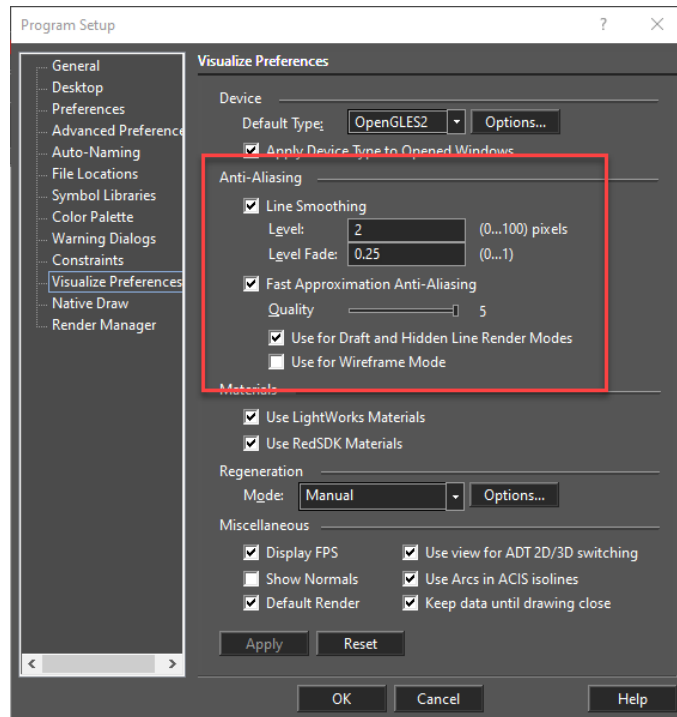 Program Setup
?
General
Desktop
Preferences
Advanced Preference
Auto-Naming
File Locations
Symbol Libraries
Color Palette
Warning Dialogs
Constraints
Visualize Preferences
Native Draw
Render Manager
Visualize Preferences
Device
Default Type: OpenGLES2 Options...
Apply Device Type to Opened Windows
Anti-Aliasing
Line Smoothing
Level: 2 (0...100) pixels
Level Fade: 0.25 (0...1)
Fast Approximation Anti-Aliasing
Quality 5
Use for Draft and Hidden Line Render Modes
Use for Wireframe Mode
Materials
Use LightWorks Materials
Use RedSDK Materials
Regeneration
Mode: Manual Options...
Miscellaneous
Display FPS Use view for ADT 2D/3D switching
Show Normals Use Arcs in ACIS isolines
Default Render Keep data until drawing close
Apply Reset
OK Cancel Help